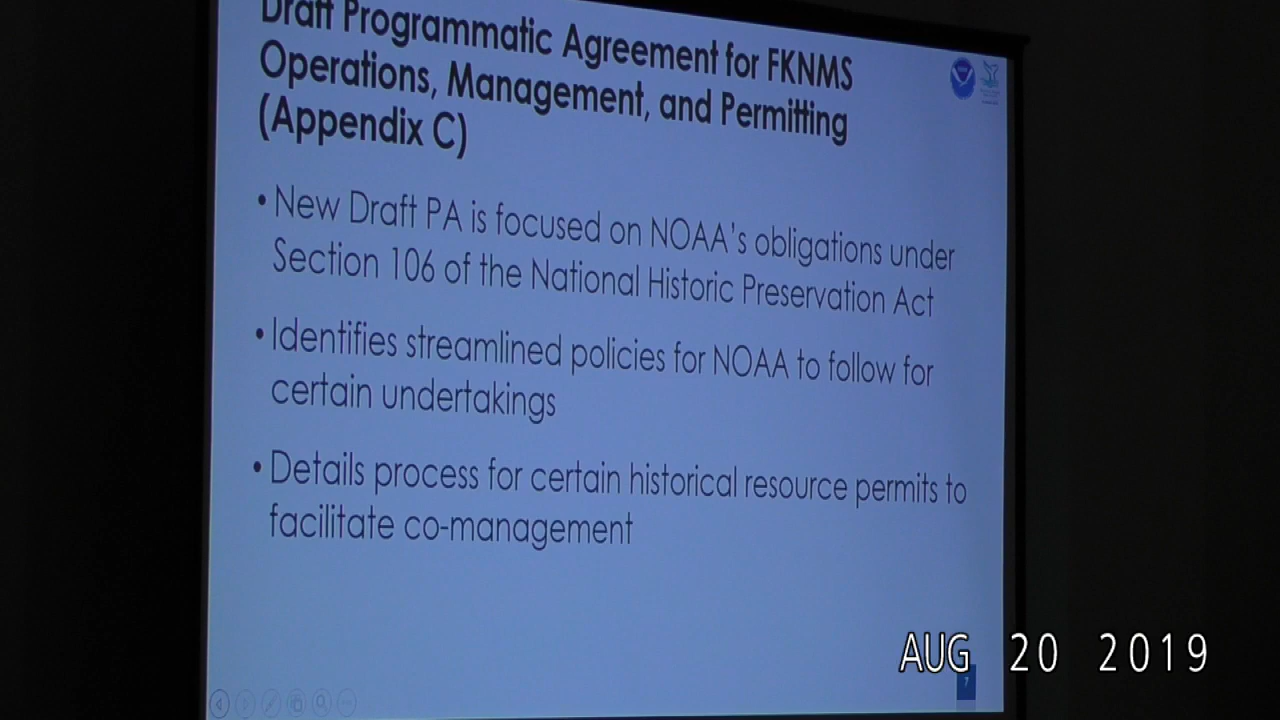 Draft Programmatic Agreement for FKNMS
Operations, Management, and Permitting
(Appendix C)
• New Draft PA is focused on NOAA's obligations under
Section 106 of the National Historic Preservation Act
• Identifies streamlined policies for NOAA to follow for
certain undertakings
• Details process for certain historical resource permits to
facilitate co-management
AUG 20 2019
7